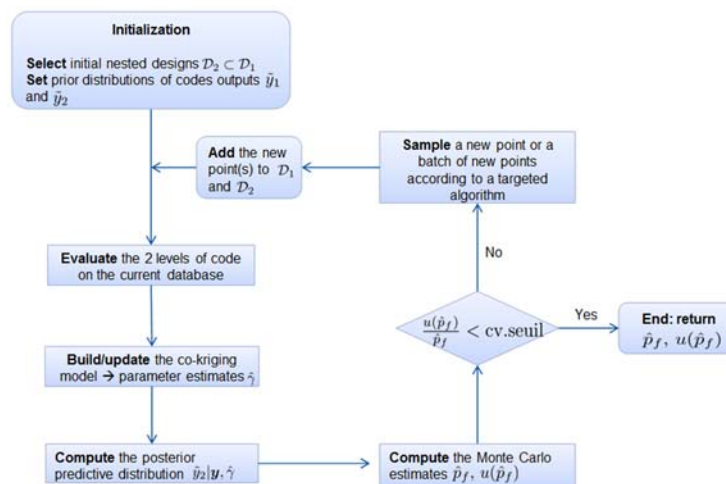 Initialization
Select initial nested designs 𝒟₂ ⊂ 𝒟₁
Set prior distributions of codes outputs ỹ₁
and ỹ₂
Add the new
point(s) to 𝒟₁
and 𝒟₂
Sample a new point or a
batch of new points
according to a targeted
algorithm
Evaluate the 2 levels of code
on the current database
Build/update the co-kriging
model → parameter estimates γ̂
Compute the posterior
predictive distribution ŷ₂|𝒚, γ̂
Compute the Monte Carlo
estimates p̂_f, u(p̂_f)
u(p̂_f)/p̂_f < cv.seuil
No
Yes
End: return
p̂_f, u(p̂_f)